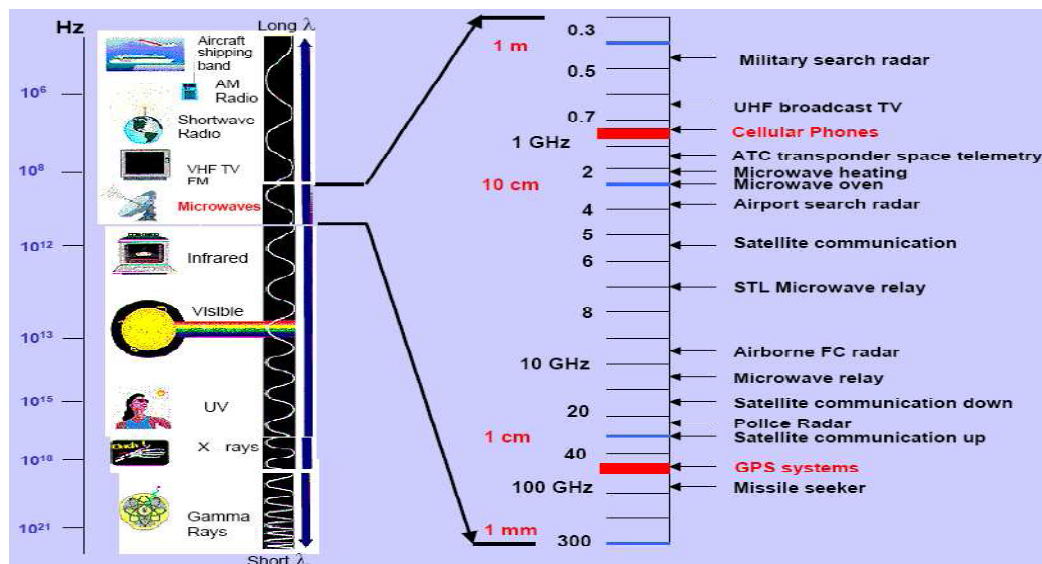 Hz
Long λ
Aircraft
shipping
band
AM
Radio
10⁶
Shortwave
Radio
10⁸
VHF TV
FM
Microwaves
10¹²
Infrared
Visible
10¹³
10¹⁵
UV
X rays
10¹⁸
Gamma
Rays
10²¹
Short λ
1 m
0.3
Military search radar
0.5
UHF broadcast TV
0.7
Cellular Phones
1 GHz
ATC transponder space telemetry
2
Microwave heating
10 cm
Microwave oven
4
Airport search radar
5
Satellite communication
6
STL Microwave relay
8
Airborne FC radar
10 GHz
Microwave relay
20
Satellite communication down
Police Radar
1 cm
Satellite communication up
40
GPS systems
100 GHz
Missile seeker
1 mm
300